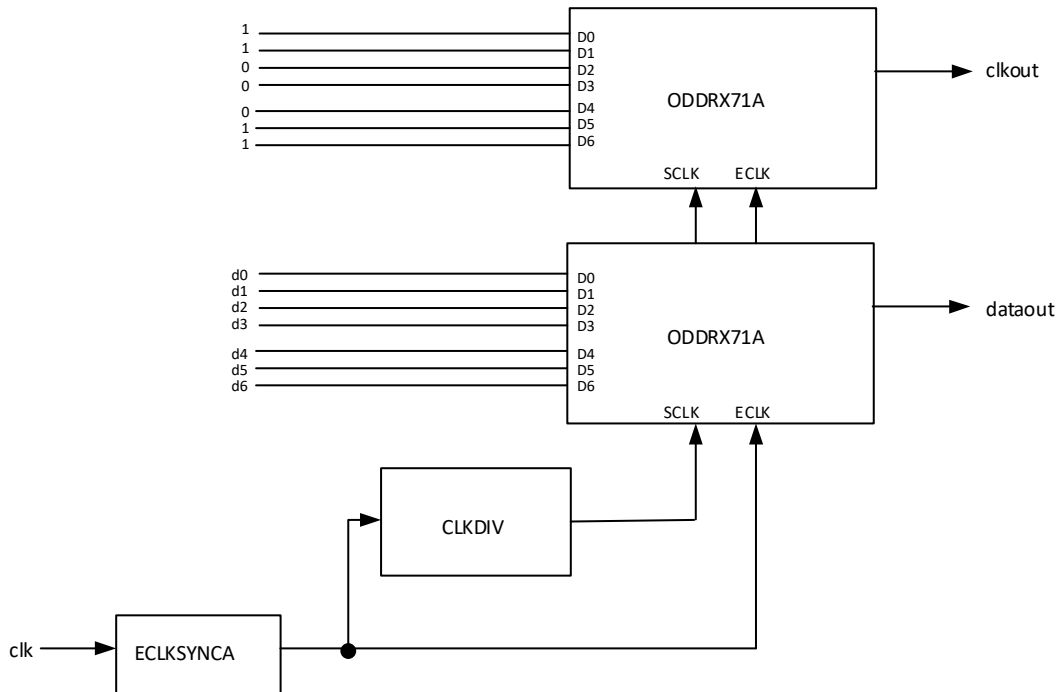 1
D0
1
D1
0
D2
0
D3
0
D4
1
D5
1
D6
ODDRX71A
clkout
SCLK ECLK
d0
D0
d1
D1
d2
D2
d3
D3
d4
D4
d5
D5
d6
D6
ODDRX71A
dataout
SCLK ECLK
CLKDIV
clk
ECLKSYNCA